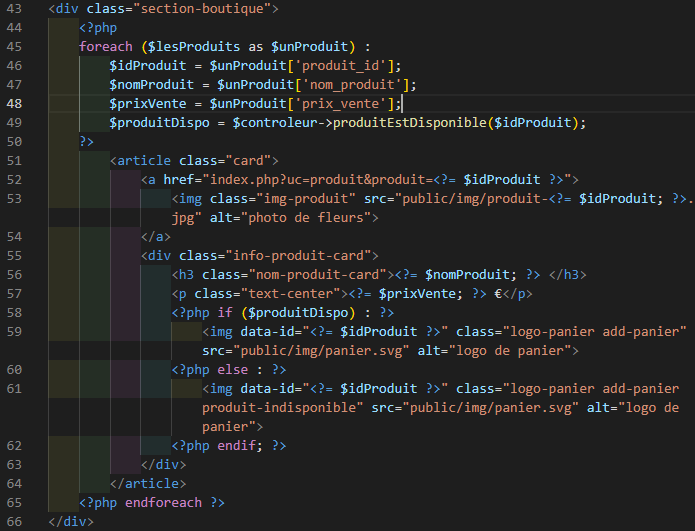 43 <div class="section-boutique">
44 <?php
45 foreach ($lesProduits as $unProduit) :
46 $idProduit = $unProduit['produit_id'];
47 $nomProduit = $unProduit['nom_produit'];
48 $prixVente = $unProduit['prix_vente'];
49 $produitDispo = $controleur->produitEstDisponible($idProduit);
50 ?>
51 <article class="card">
52 <a href="index.php?uc=produit&produit=<?= $idProduit ?>">
53 <img class="img-produit" src="public/img/produit-<?= $idProduit; ?>.
jpg" alt="photo de fleurs">
54 </a>
55 <div class="info-produit-card">
56 <h3 class="nom-produit-card"><?= $nomProduit; ?> </h3>
57 <p class="text-center"><?= $prixVente; ?> €</p>
58 <?php if ($produitDispo) : ?>
59 <img data-id="<?= $idProduit ?>" class="logo-panier add-panier"
src="public/img/panier.svg" alt="logo de panier">
60 <?php else : ?>
61 <img data-id="<?= $idProduit ?>" class="logo-panier add-panier
produit-indisponible" src="public/img/panier.svg" alt="logo de
panier">
62 <?php endif; ?>
63 </div>
64 </article>
65 <?php endforeach ?>
66 </div>